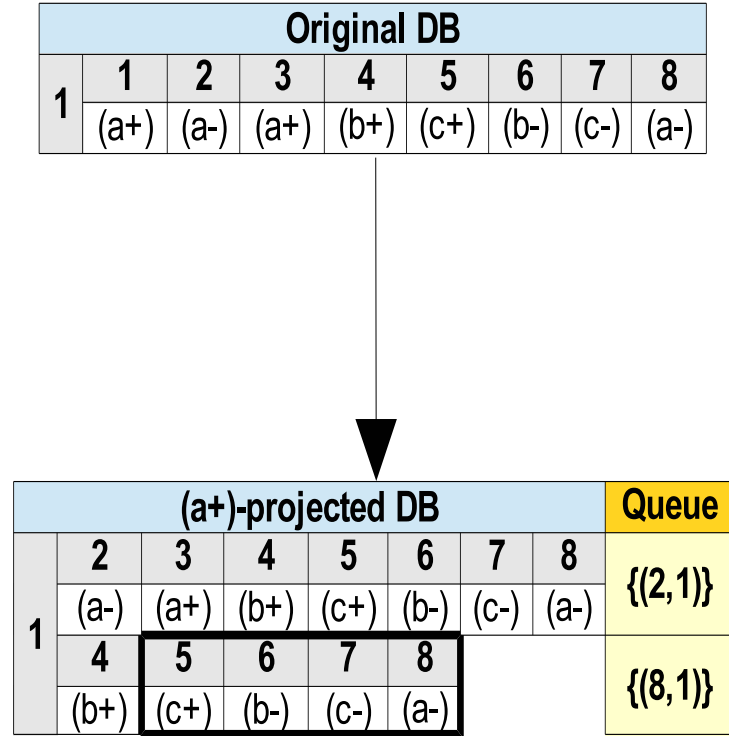 Original DB
1 2 3 4 5 6 7 8
1
(a+) (a-) (a+) (b+) (c+) (b-) (c-) (a-)
(a+)-projected DB Queue
2 3 4 5 6 7 8
{(2,1)}
(a-) (a+) (b+) (c+) (b-) (c-) (a-)
1
4 5 6 7 8
{(8,1)}
(b+) (c+) (b-) (c-) (a-)